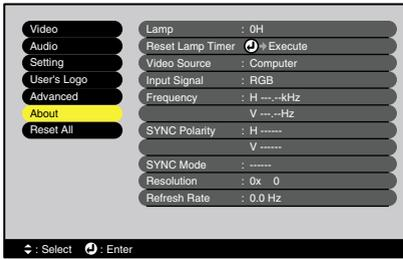 Video
Audio
Setting
User's Logo
Advanced
About
Reset All
Lamp : 0H
Reset Lamp Timer Execute
Video Source : Computer
Input Signal : RGB
Frequency : H ---.--kHz
V ---.--Hz
SYNC Polarity : H ------
V ------
SYNC Mode : ------
Resolution : 0x 0
Refresh Rate : 0.0 Hz
: Select : Enter